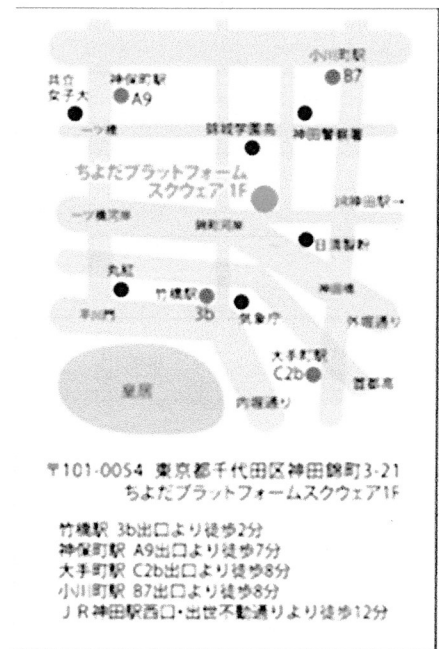 小川町駅
B7
共立
女子大
神保町駅
A9
一ツ橋
錦城学園高
神田警察署
ちよだプラットフォーム
スクウェア 1F
JR神田駅→
一ツ橋河岸
錦町河岸
日清製粉
丸紅
竹橋駅
3b
気象庁
神田橋
平川門
外堀通り
大手町駅
C2b
首都高
皇居
内堀通り
〒101-0054 東京都千代田区神田錦町3-21
ちよだプラットフォームスクウェア1F
竹橋駅 3b出口より徒歩2分
神保町駅 A9出口より徒歩7分
大手町駅 C2b出口より徒歩8分
小川町駅 B7出口より徒歩8分
JR神田駅西口・出世不動通りより徒歩12分